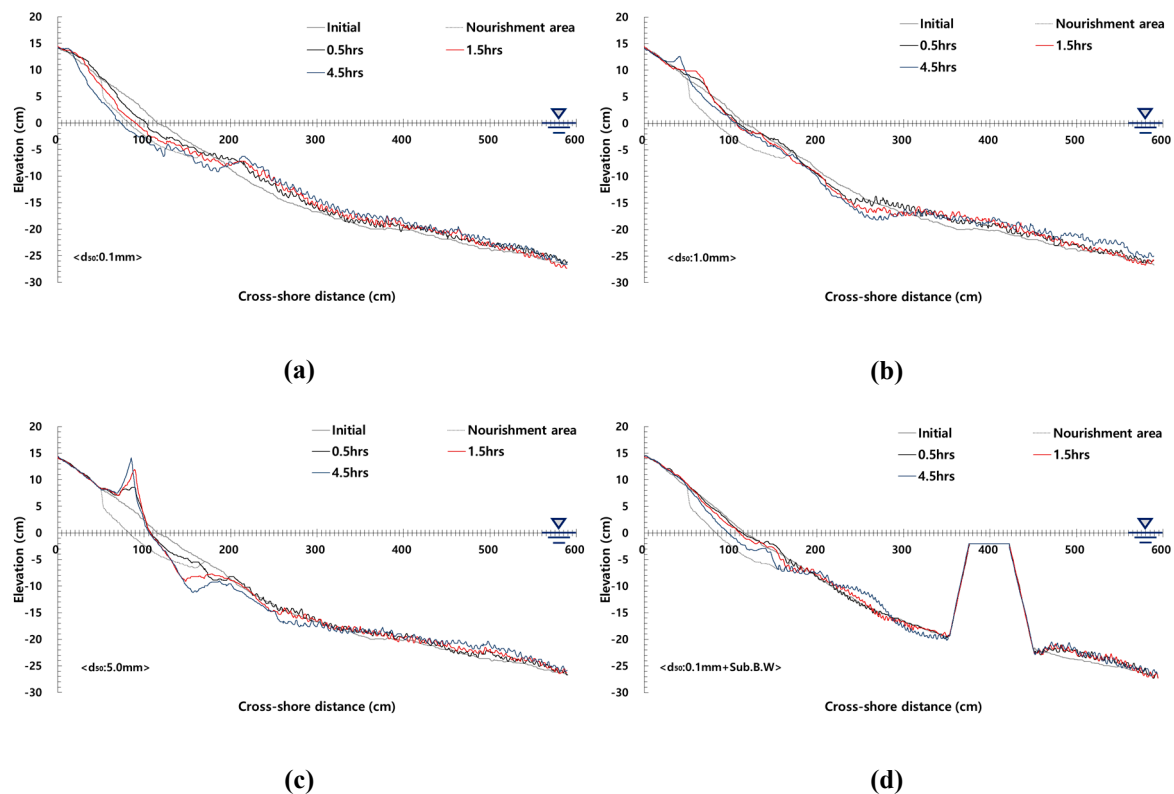 20
15
10
5
0
-5
-10
-15
-20
-25
-30
Elevation (cm)
0 100 200 300 400 500 600
Initial
Nourishment area
0.5hrs
1.5hrs
4.5hrs
<d₅₀:0.1mm>
Cross-shore distance (cm)
(a)
20
15
10
5
0
-5
-10
-15
-20
-25
-30
Elevation (cm)
0 100 200 300 400 500 600
Initial
Nourishment area
0.5hrs
1.5hrs
4.5hrs
<d₅₀:1.0mm>
Cross-shore distance (cm)
(b)
20
15
10
5
0
-5
-10
-15
-20
-25
-30
Elevation (cm)
0 100 200 300 400 500 600
Initial
Nourishment area
0.5hrs
1.5hrs
4.5hrs
<d₅₀:5.0mm>
Cross-shore distance (cm)
(c)
20
15
10
5
0
-5
-10
-15
-20
-25
-30
Elevation (cm)
0 100 200 300 400 500 600
Initial
Nourishment area
0.5hrs
1.5hrs
4.5hrs
<d₅₀:0.1mm+Sub.B.W>
Cross-shore distance (cm)
(d)